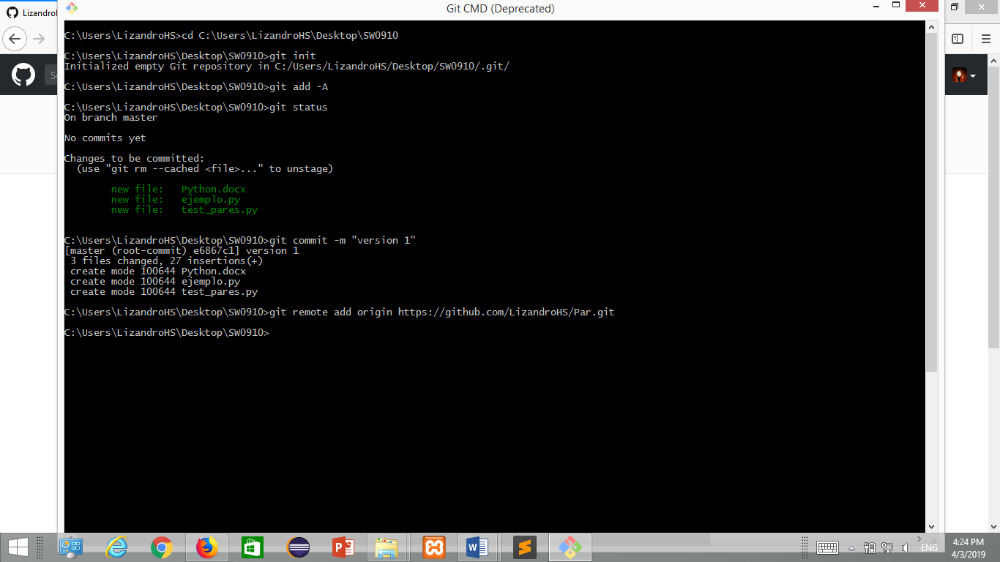 LizandroH
Git CMD (Deprecated)
C:\Users\LizandroHS>cd C:\Users\LizandroHS\Desktop\SW0910
C:\Users\LizandroHS\Desktop\SW0910>git init
Initialized empty Git repository in C:/Users/LizandroHS/Desktop/SW0910/.git/
C:\Users\LizandroHS\Desktop\SW0910>git add -A
C:\Users\LizandroHS\Desktop\SW0910>git status
On branch master
No commits yet
Changes to be committed:
(use "git rm --cached <file>..." to unstage)
new file: Python.docx
new file: ejemplo.py
new file: test_pares.py
C:\Users\LizandroHS\Desktop\SW0910>git commit -m "version 1"
[master (root-commit) e6867c1] version 1
3 files changed, 27 insertions(+)
create mode 100644 Python.docx
create mode 100644 ejemplo.py
create mode 100644 test_pares.py
C:\Users\LizandroHS\Desktop\SW0910>git remote add origin https://github.com/LizandroHS/Par.git
C:\Users\LizandroHS\Desktop\SW0910>
ENG
4:24 PM
4/3/2019